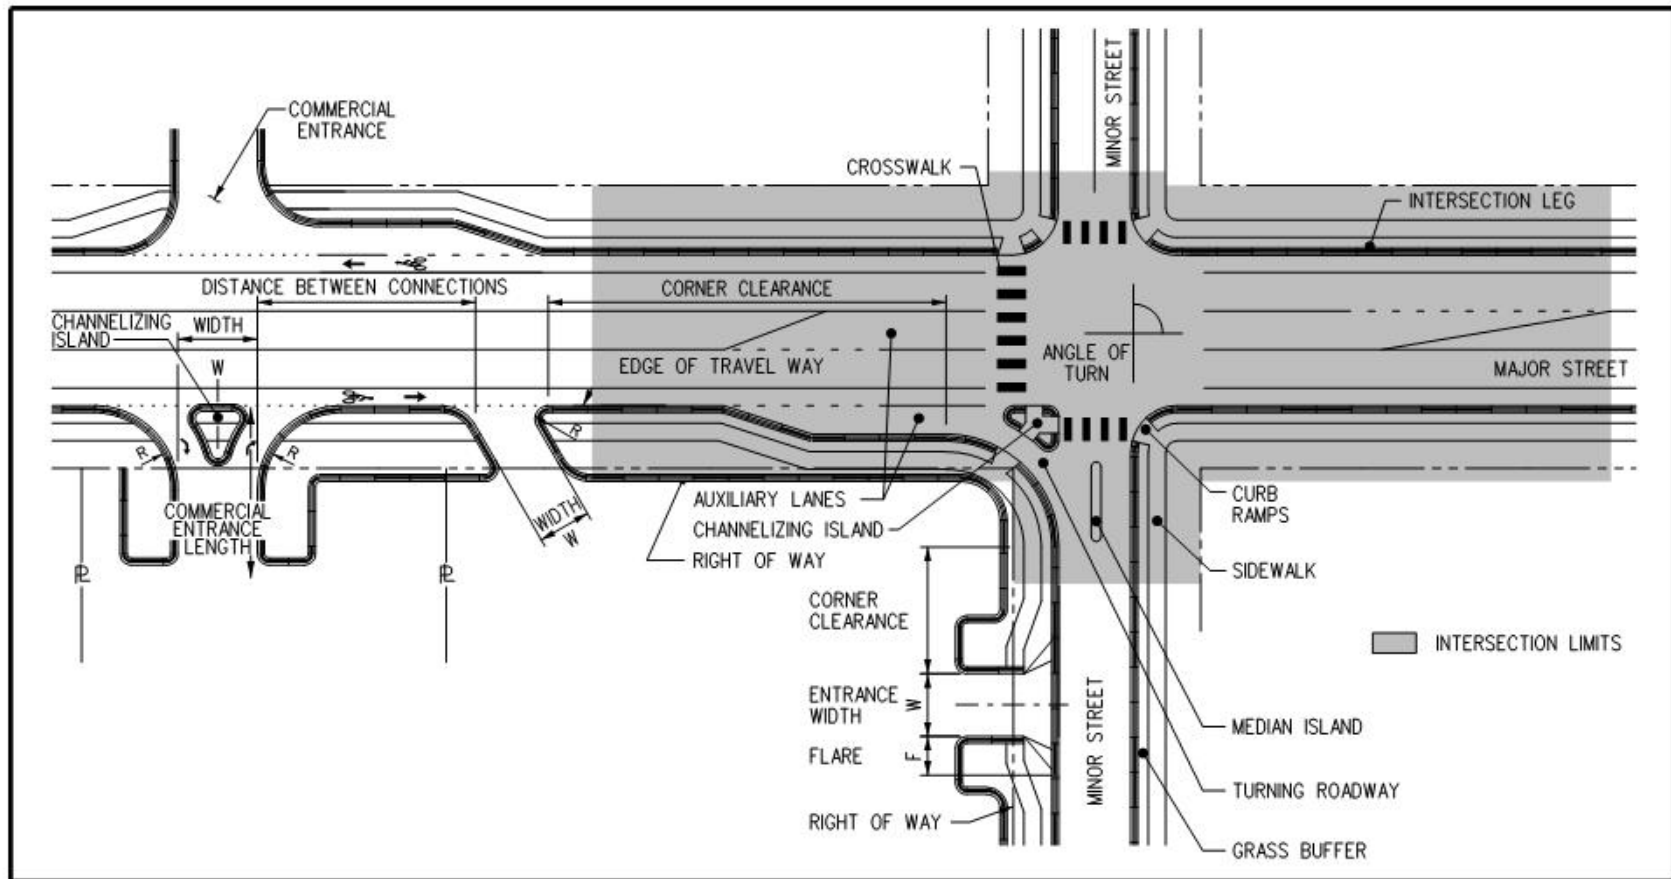 COMMERCIAL
ENTRANCE
MINOR STREET
CROSSWALK
INTERSECTION LEG
DISTANCE BETWEEN CONNECTIONS
CORNER CLEARANCE
CHANNELIZING
ISLAND
WIDTH
W
EDGE OF TRAVEL WAY
ANGLE OF
TURN
MAJOR STREET
R
R
R
COMMERCIAL
ENTRANCE
LENGTH
WIDTH
W
AUXILIARY LANES
CHANNELIZING ISLAND
RIGHT OF WAY
CURB
RAMPS
SIDEWALK
PL
PL
CORNER
CLEARANCE
INTERSECTION LIMITS
ENTRANCE
WIDTH
W
MINOR STREET
MEDIAN ISLAND
FLARE
F
TURNING ROADWAY
RIGHT OF WAY
GRASS BUFFER